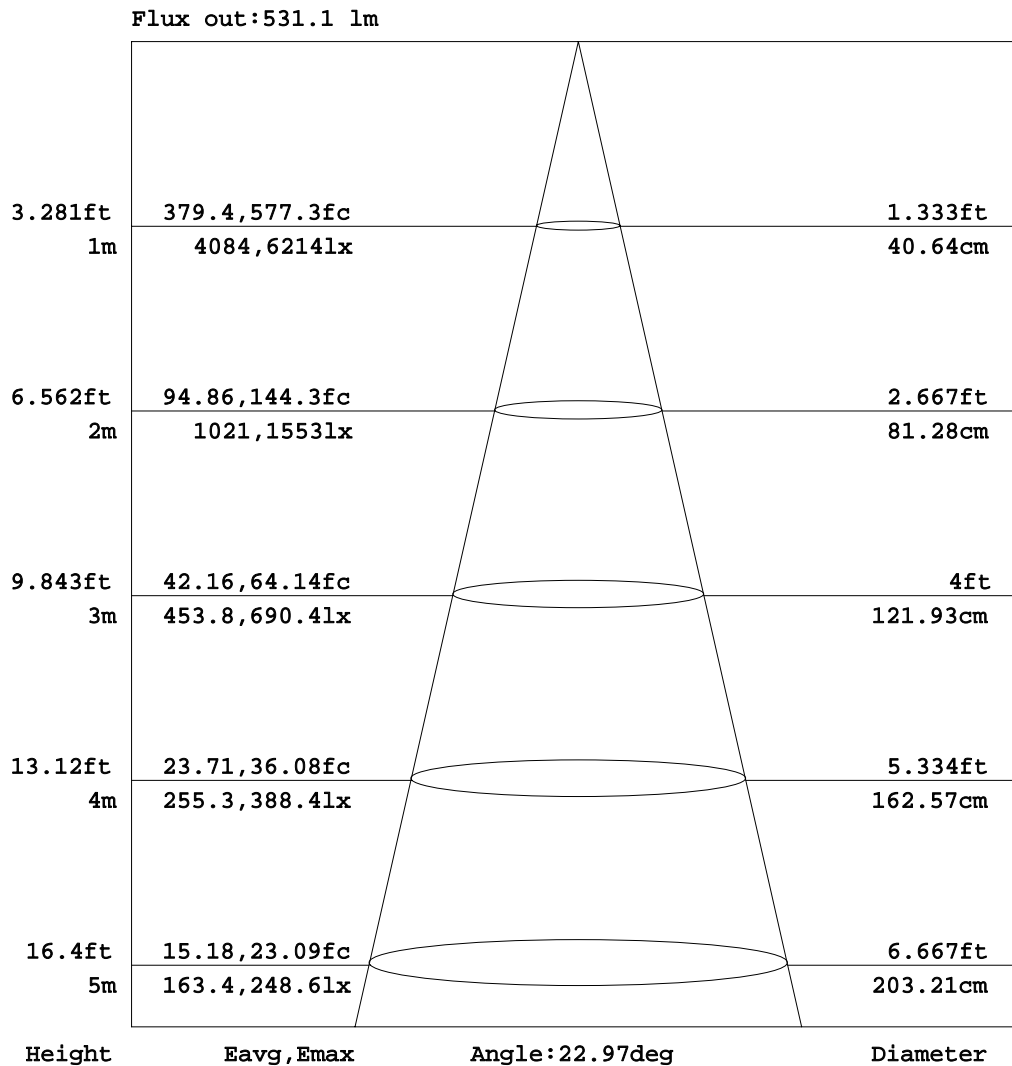 Flux out:531.1 lm
3.281ft 379.4,577.3fc 1.333ft
1m 4084,6214lx 40.64cm
6.562ft 94.86,144.3fc 2.667ft
2m 1021,1553lx 81.28cm
9.843ft 42.16,64.14fc 4ft
3m 453.8,690.4lx 121.93cm
13.12ft 23.71,36.08fc 5.334ft
4m 255.3,388.4lx 162.57cm
16.4ft 15.18,23.09fc 6.667ft
5m 163.4,248.6lx 203.21cm
Height Eavg,Emax Angle:22.97deg Diameter